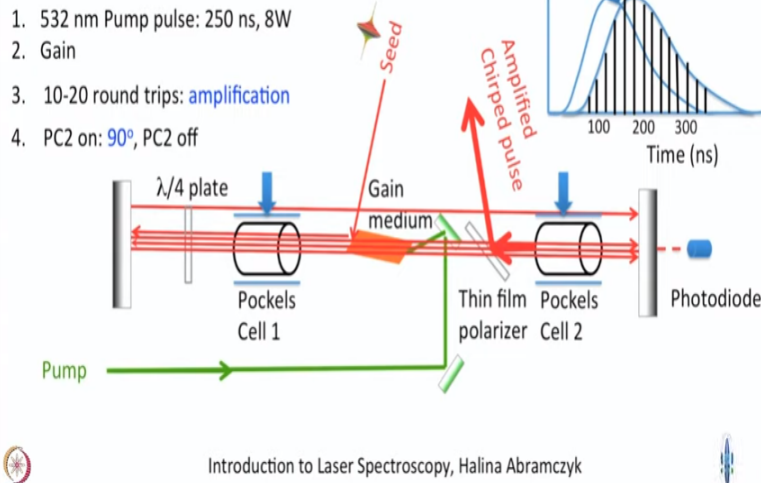 1. 532 nm Pump pulse: 250 ns, 8W
2. Gain
3. 10-20 round trips: amplification
4. PC2 on: 90º, PC2 off
Seed
Amplified
Chirped pulse
100 200 300
Time (ns)
λ/4 plate
Gain
medium
Pockels
Cell 1
Thin film
polarizer
Pockels
Cell 2
Photodiode
Pump
Introduction to Laser Spectroscopy, Halina Abramczyk